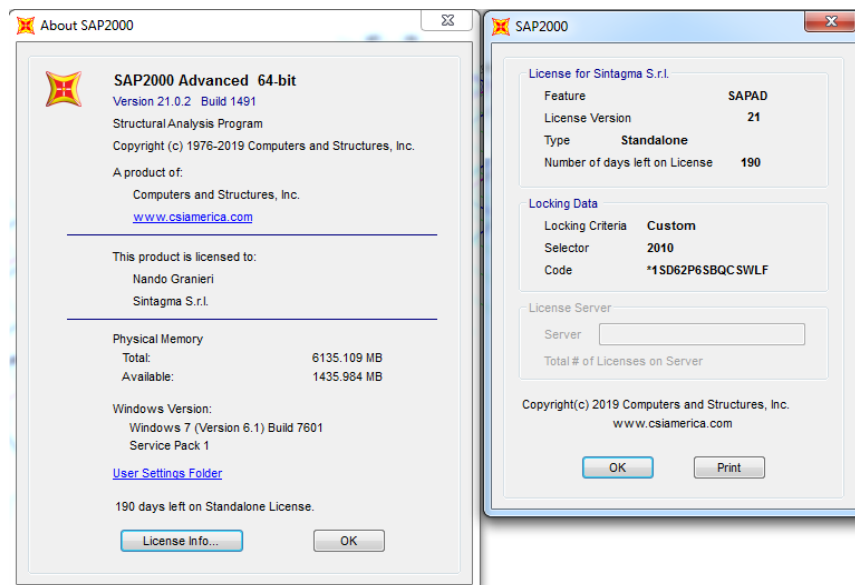 About SAP2000
SAP2000 Advanced 64-bit
Version 21.0.2 Build 1491
Structural Analysis Program
Copyright (c) 1976-2019 Computers and Structures, Inc.
A product of:
Computers and Structures, Inc.
www.csiamerica.com
This product is licensed to:
Nando Granieri
Sintagma S.r.l.
Physical Memory
Total: 6135.109 MB
Available: 1435.984 MB
Windows Version:
Windows 7 (Version 6.1) Build 7601
Service Pack 1
User Settings Folder
190 days left on Standalone License.
License Info... OK
SAP2000
License for Sintagma S.r.l.
Feature SAPAD
License Version 21
Type Standalone
Number of days left on License 190
Locking Data
Locking Criteria Custom
Selector 2010
Code *1SD62P6SBQCSWLF
License Server
Server
Total # of Licenses on Server
Copyright(c) 2019 Computers and Structures, Inc.
www.csiamerica.com
OK Print